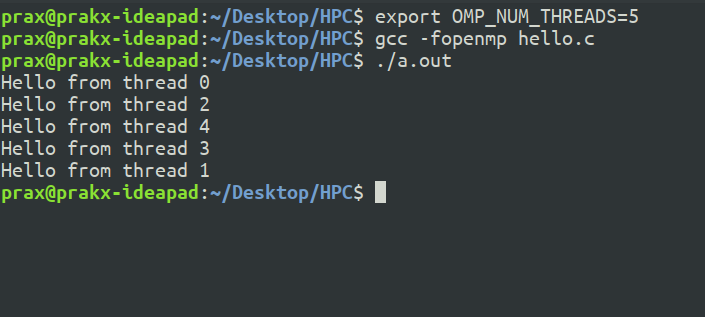 prax@prakx-ideapad:~/Desktop/HPC$ export OMP_NUM_THREADS=5
prax@prakx-ideapad:~/Desktop/HPC$ gcc -fopenmp hello.c
prax@prakx-ideapad:~/Desktop/HPC$ ./a.out
Hello from thread 0
Hello from thread 2
Hello from thread 4
Hello from thread 3
Hello from thread 1
prax@prakx-ideapad:~/Desktop/HPC$